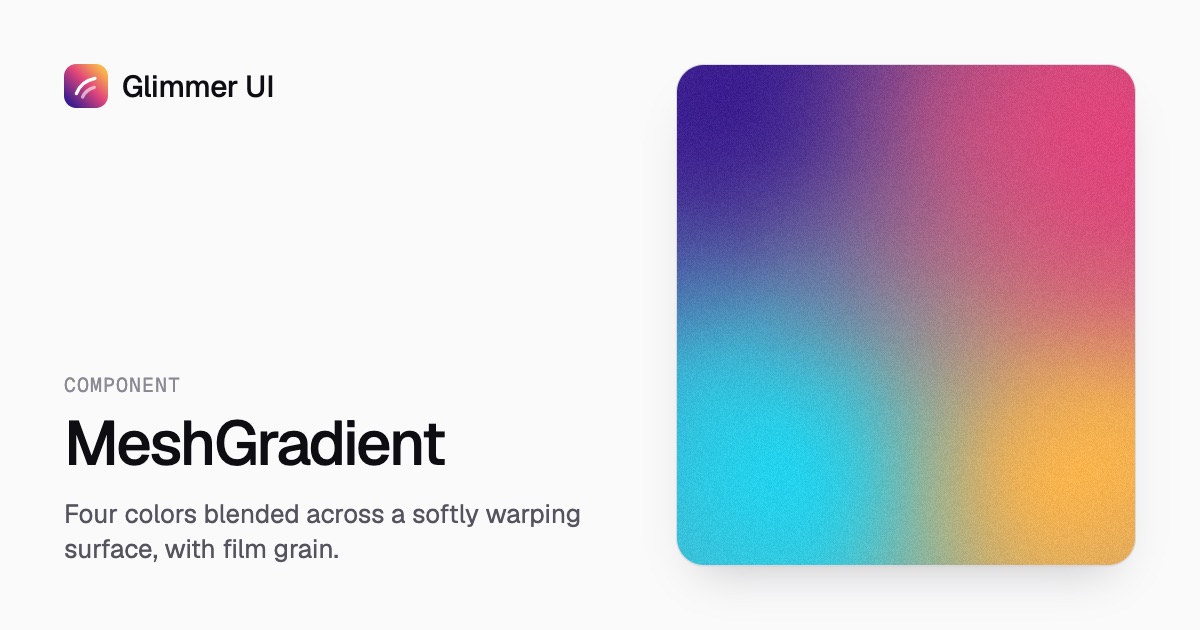 Glimmer UI
COMPONENT
MeshGradient
Four colors blended across a softly warping
surface, with film grain.